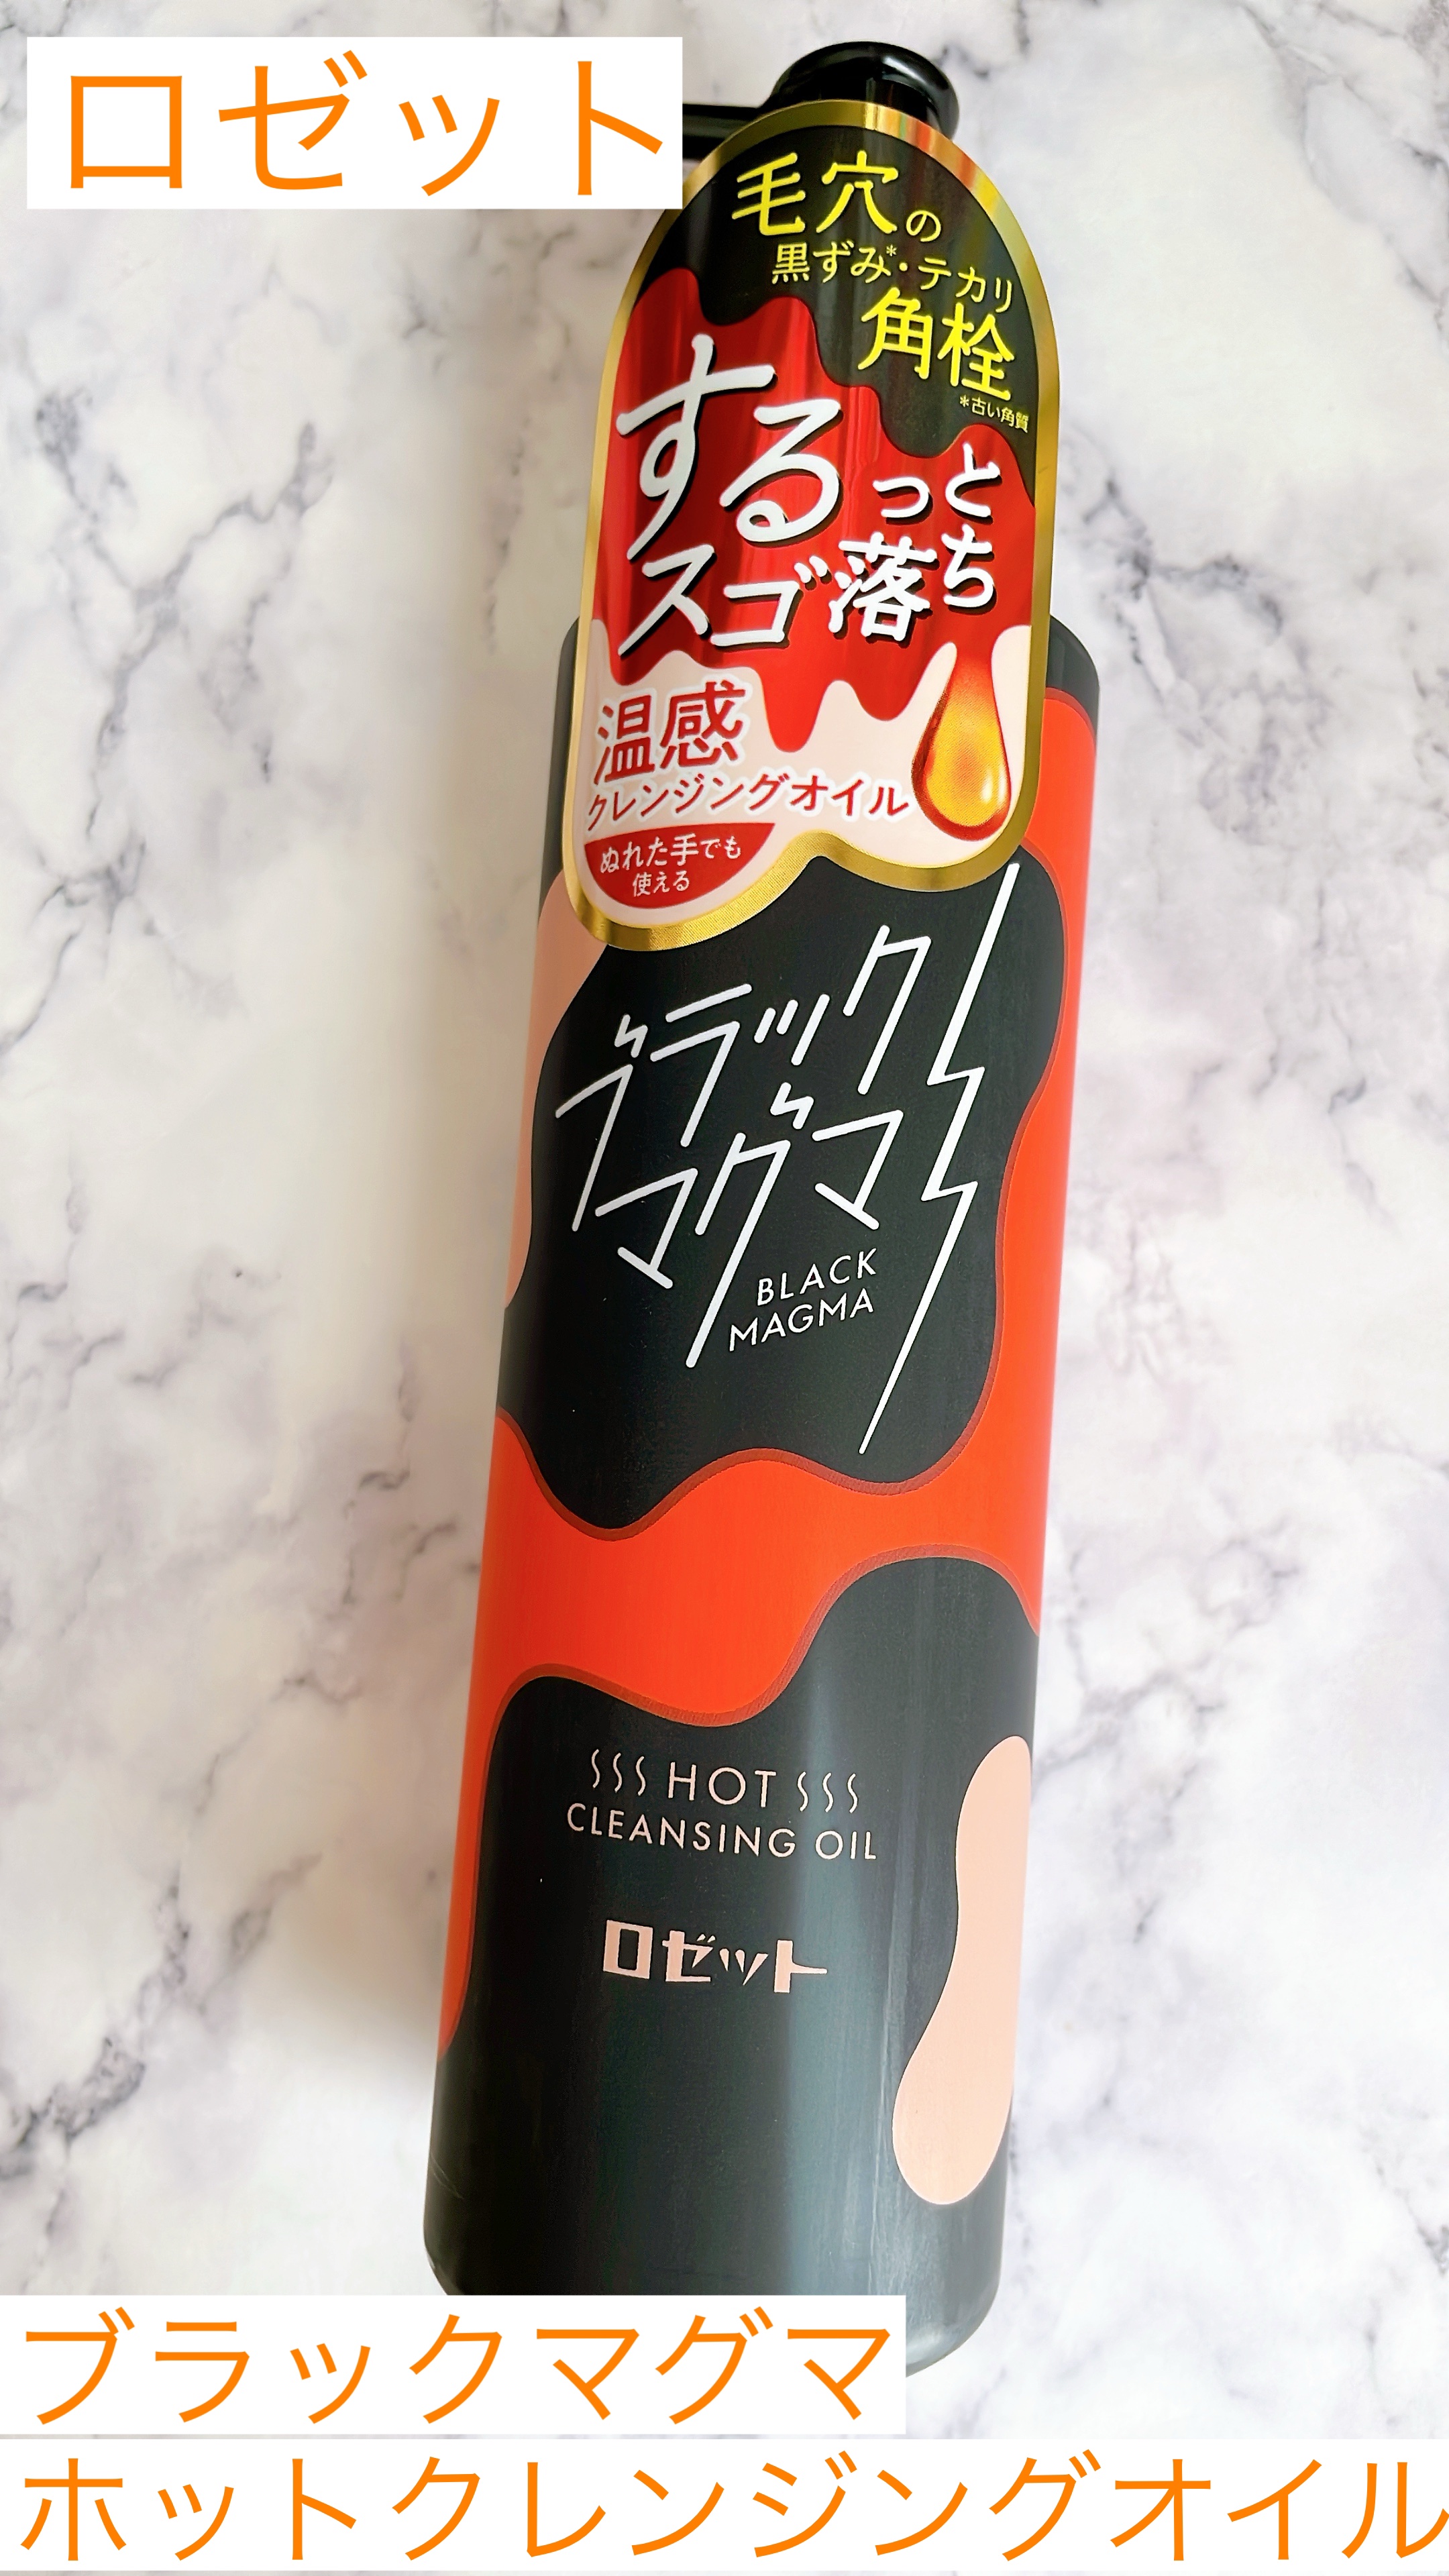 ロゼット
毛穴の
黒ずみ*・テカリ
角栓
*古い角質
するっと
スゴ落ち
温感
クレンジングオイル
ぬれた手でも
使える
ブラック
マグマ
BLACK
MAGMA
HOT
CLEANSING OIL
ロゼット
ブラックマグマ
ホットクレンジングオイル